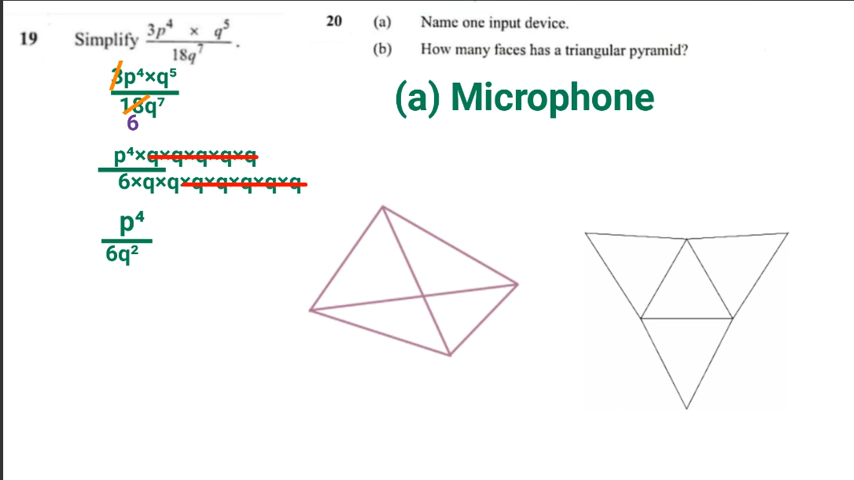 19 Simplify 3p⁴ × q⁵ / 18q⁷ .
3p⁴×q⁵
18q⁷
6
p⁴×q×q×q×q×q
6×q×q×q×q×q×q×q
p⁴
6q²
20 (a) Name one input device.
(b) How many faces has a triangular pyramid?
(a) Microphone